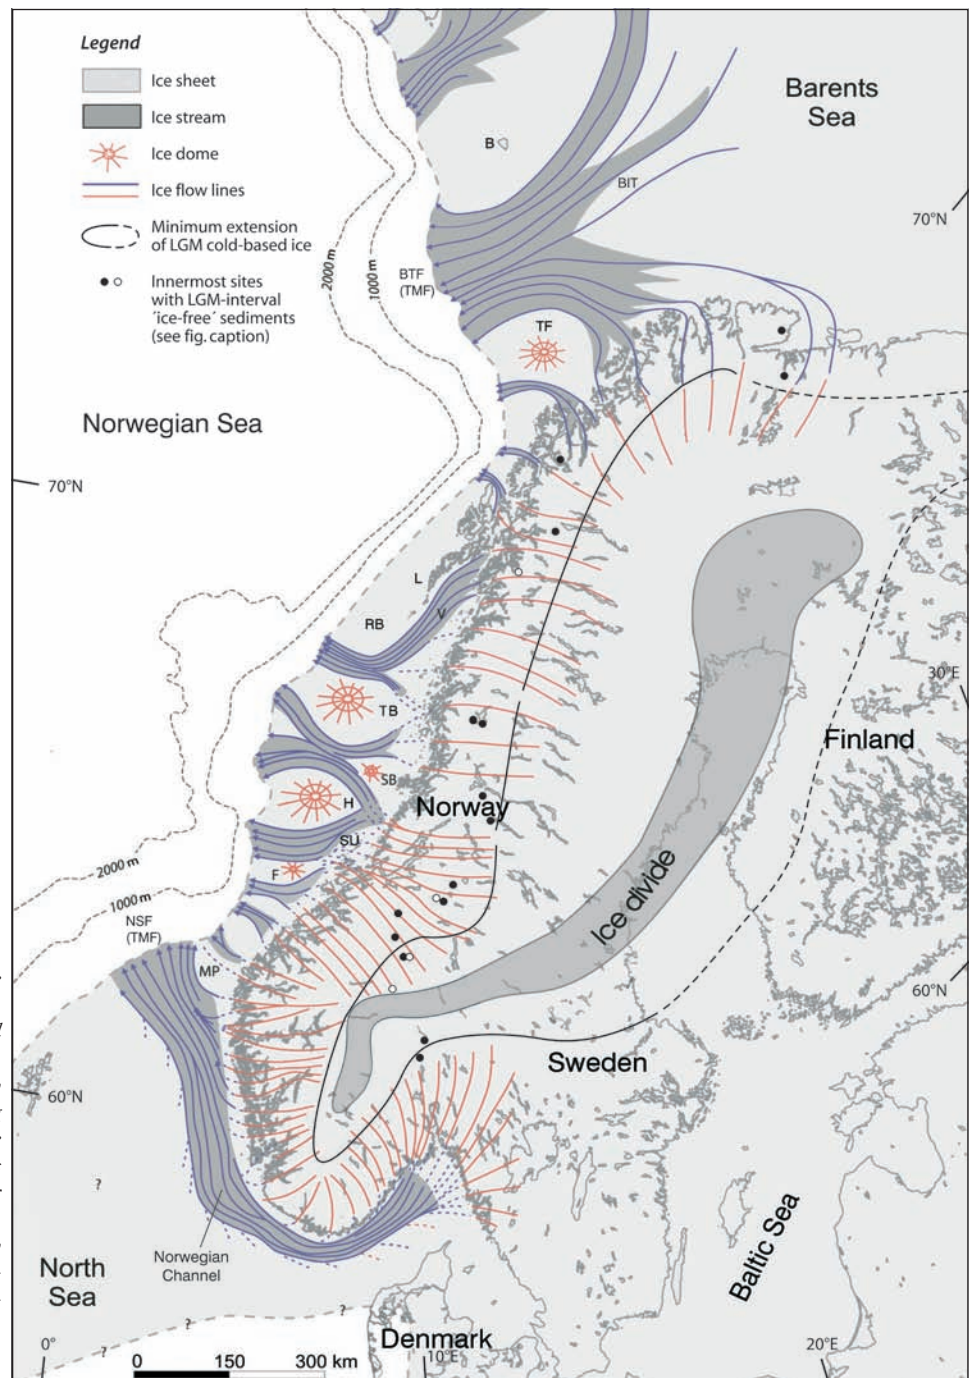 Legend
Ice sheet
Ice stream
Ice dome
Ice flow lines
Minimum extension
of LGM cold-based ice
Innermost sites
with LGM-interval
'ice-free' sediments
(see fig. caption)
Barents
Sea
B
BIT
70°N
2000 m
1000 m
BTF
(TMF)
TF
Norwegian Sea
70°N
L
V
RB
30°E
TB
Finland
SB
H
Norway
SU
2000 m
F
Ice divide
1000 m
NSF
(TMF)
MP
60°N
Sweden
60°N
?
Norwegian
Channel
North
Sea
Baltic Sea
?
?
?
Denmark
0°
10°E
20°E
0 150 300 km